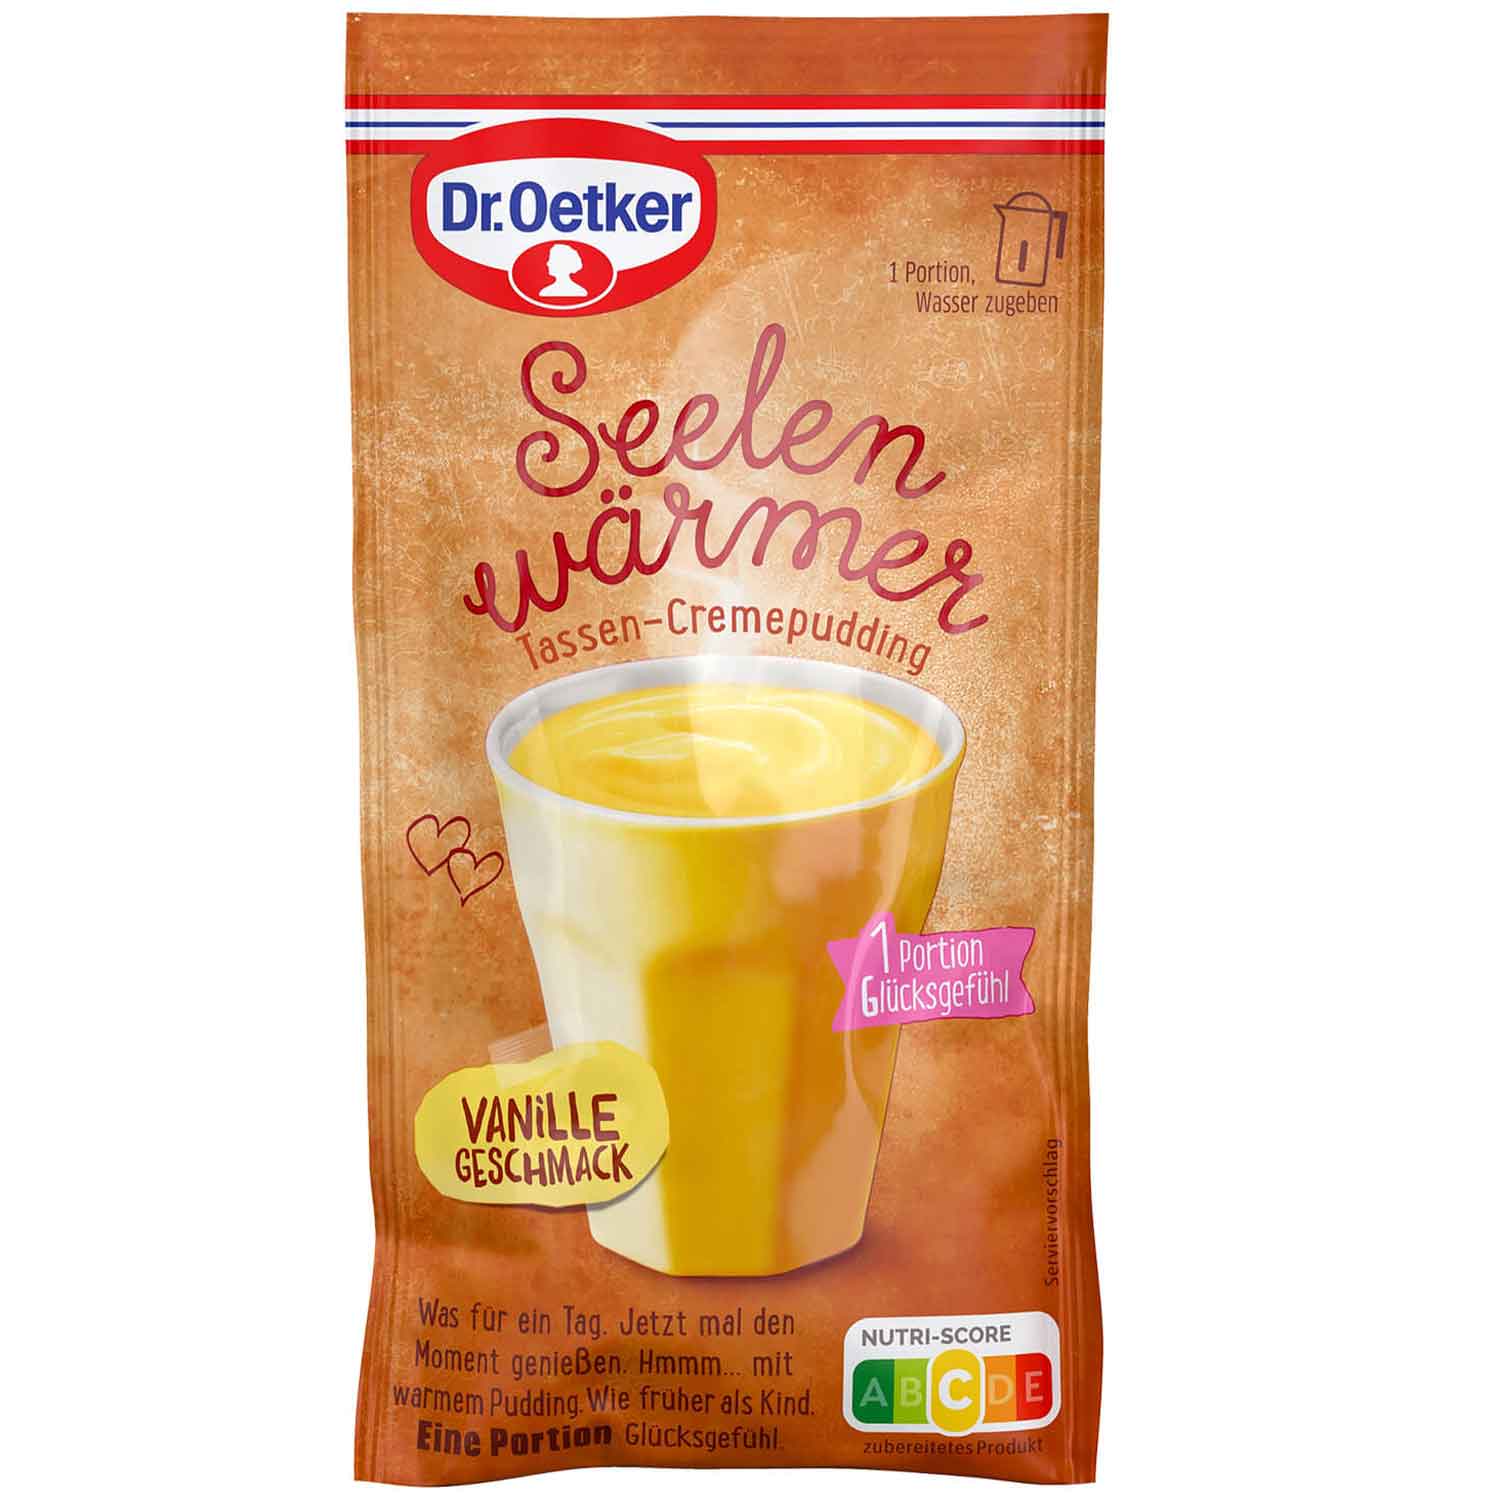 Dr. Oetker
1 Portion,
Wasser zugeben
Seelen
wärmer
Tassen-Cremepudding
1 Portion
Glücksgefühl
VANiLLE
GESCHMACK
Serviervorschlag
Was für ein Tag. Jetzt mal den
Moment genießen. Hmmm... mit
warmem Pudding. Wie früher als Kind.
Eine Portion Glücksgefühl.
NUTRI-SCORE
A B C D E
zubereitetes Produkt